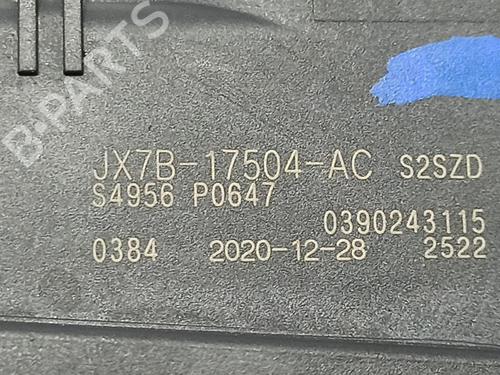 B-PARTS
JX7B-17504-AC S2SZD
S4956 P0647
0390243115
0384 2020-12-28 2522